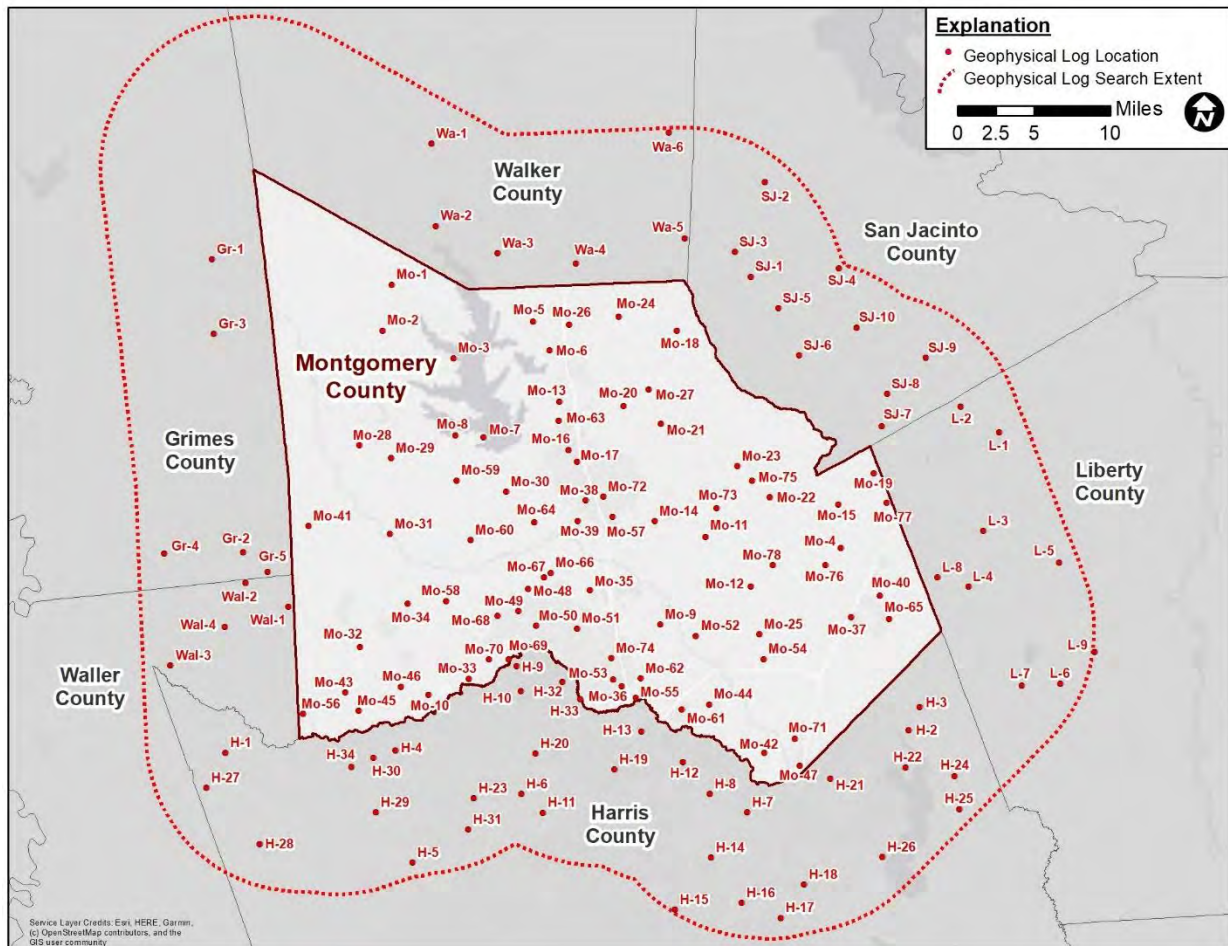 Explanation
Geophysical Log Location
Geophysical Log Search Extent
Miles
0 2.5 5 10
N
Wa-1
Wa-6
Walker
County
SJ-2
Wa-2
Wa-5
San Jacinto
County
Wa-3
Wa-4
SJ-3
Gr-1
SJ-1
SJ-4
Mo-1
SJ-5
Mo-5
Mo-26
Mo-24
Mo-2
SJ-10
Gr-3
Mo-18
Mo-3
Mo-6
SJ-6
SJ-9
Montgomery
County
Mo-13
Mo-20
Mo-27
SJ-8
Mo-63
SJ-7
L-2
Mo-8
Mo-7
Mo-16
Mo-21
L-1
Mo-28
Grimes
County
Mo-29
Mo-17
Mo-23
Liberty
County
Mo-59
Mo-75
Mo-19
Mo-30
Mo-38
Mo-72
Mo-73
Mo-22
Mo-64
Mo-15
Mo-77
Mo-41
Mo-31
Mo-60
Mo-39
Mo-57
Mo-14
Mo-11
L-3
Gr-4
Gr-2
Mo-4
Gr-5
Mo-67
Mo-66
Mo-78
L-5
Mo-76
L-8
L-4
Wal-2
Mo-58
Mo-48
Mo-35
Mo-12
Mo-40
Wal-1
Mo-34
Mo-49
Mo-65
Wal-4
Mo-68
Mo-50
Mo-51
Mo-9
Mo-52
Mo-25
Mo-37
Mo-32
Mo-69
Wal-3
Mo-70
H-9
Mo-74
Mo-54
L-9
Waller
County
Mo-33
Mo-53
Mo-62
Mo-43
Mo-46
H-10
H-32
Mo-36
Mo-55
Mo-44
L-7
L-6
Mo-56
Mo-45
Mo-10
H-33
Mo-61
H-3
H-13
H-2
H-1
H-34
H-4
H-20
Mo-71
Mo-42
H-30
H-19
H-12
H-22
H-24
H-27
Mo-47
H-21
H-23
H-6
H-8
H-29
H-11
Harris
County
H-7
H-25
H-31
H-28
H-5
H-14
H-26
H-18
H-15
H-16
H-17
Service Layer Credits: Esri, HERE, Garmin,
(c) OpenStreetMap contributors, and the
GIS user community